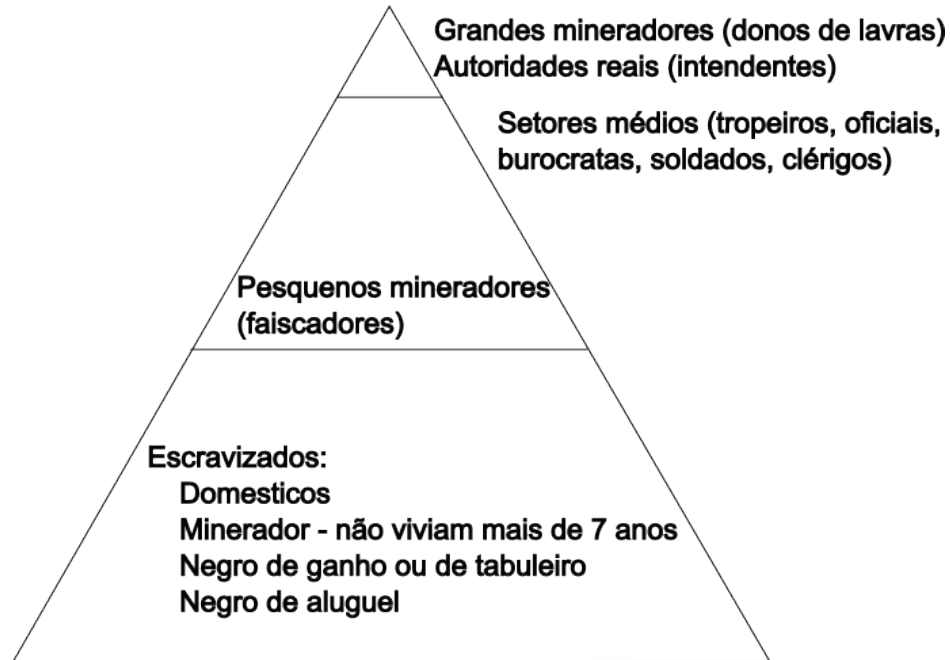 Grandes mineradores (donos de lavras)
Autoridades reais (intendentes)
Setores médios (tropeiros, oficiais,
burocratas, soldados, clérigos)
Pesquenos mineradores
(faiscadores)
Escravizados:
Domesticos
Minerador - não viviam mais de 7 anos
Negro de ganho ou de tabuleiro
Negro de aluguel